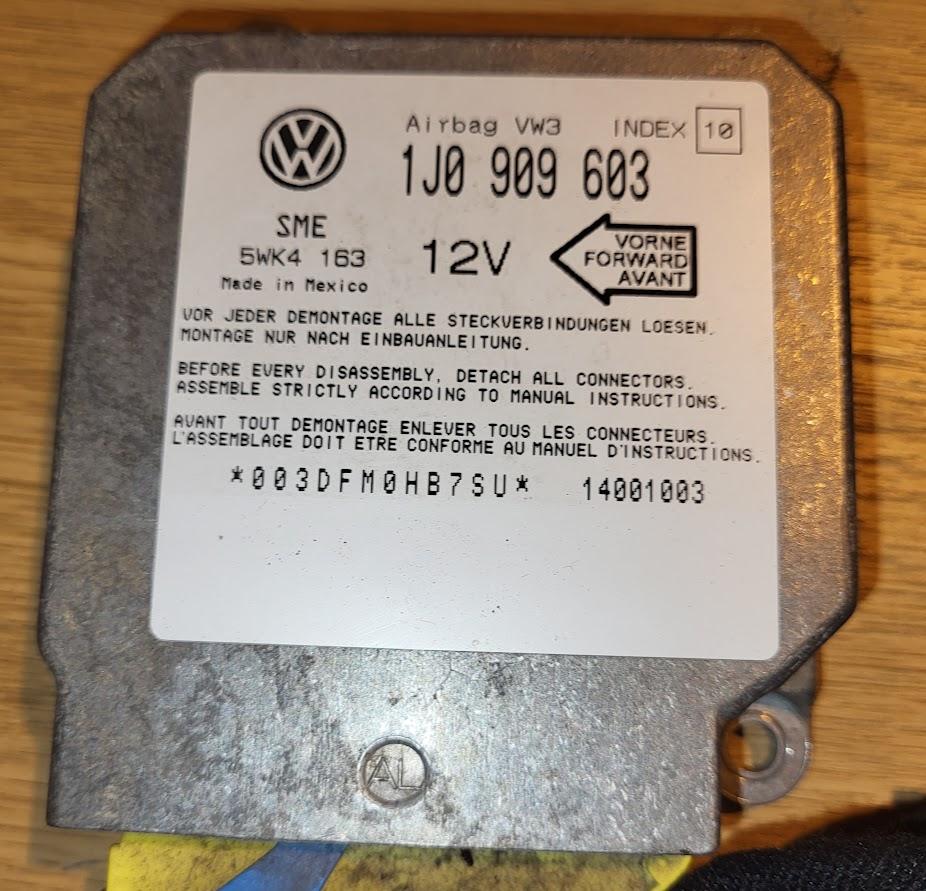 Airbag VW3 INDEX 10
1J0 909 603
SME
5WK4 163
Made in Mexico
12V
VORNE
FORWARD
AVANT
VOR JEDER DEMONTAGE ALLE STECKVERBINDUNGEN LOESEN.
MONTAGE NUR NACH EINBAUANLEITUNG.
BEFORE EVERY DISASSEMBLY, DETACH ALL CONNECTORS.
ASSEMBLE STRICTLY ACCORDING TO MANUAL INSTRUCTIONS.
AVANT TOUT DEMONTAGE ENLEVER TOUS LES CONNECTEURS.
L'ASSEMBLAGE DOIT ETRE CONFORME AU MANUEL D'INSTRUCTIONS.
*003DFM0HB7SU* 14001003
AL